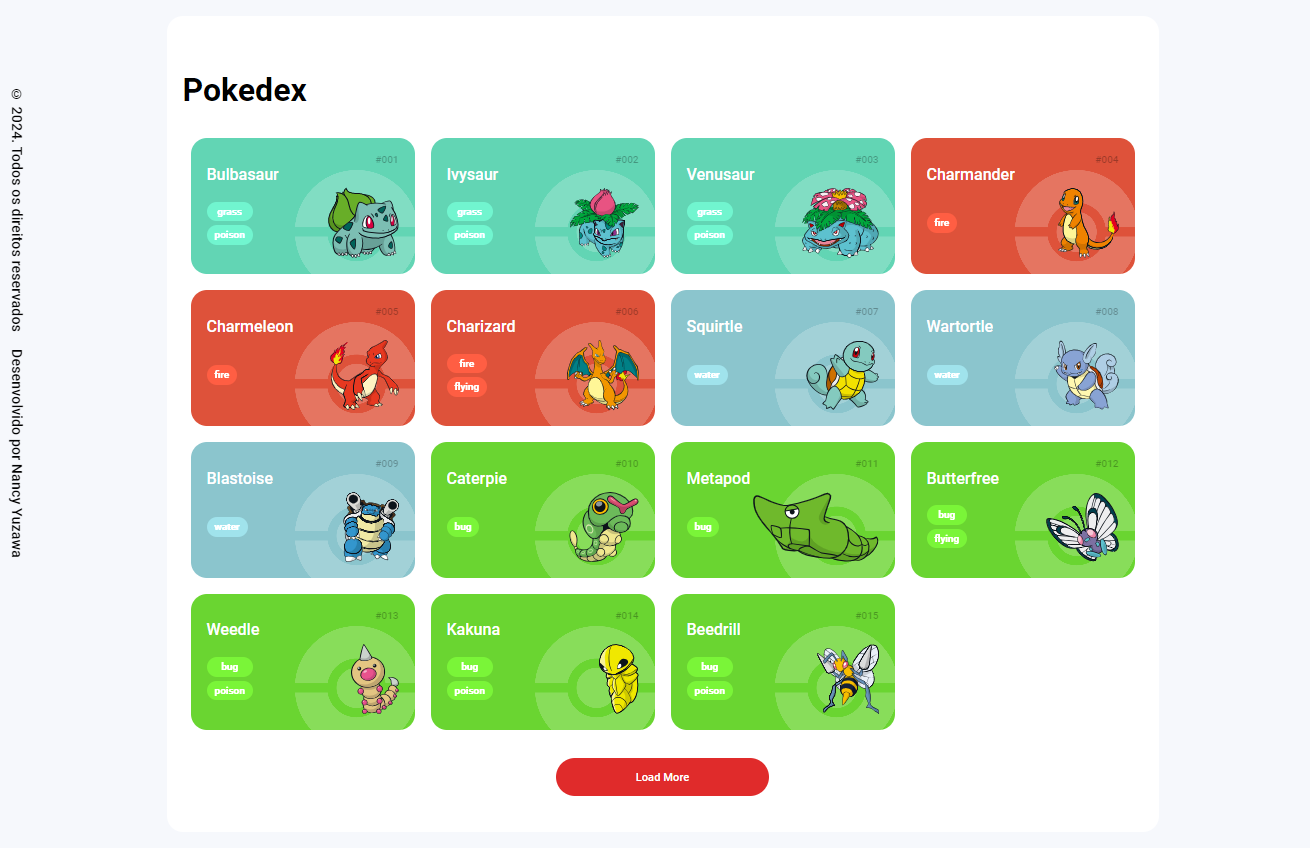 © 2024. Todos os direitos reservados Desenvolvido por Nancy Yuzawa
Pokedex
#001
Bulbasaur
grass
poison
#002
Ivysaur
grass
poison
#003
Venusaur
grass
poison
#004
Charmander
fire
#005
Charmeleon
fire
#006
Charizard
fire
flying
#007
Squirtle
water
#008
Wartortle
water
#009
Blastoise
water
#010
Caterpie
bug
#011
Metapod
bug
#012
Butterfree
bug
flying
#013
Weedle
bug
poison
#014
Kakuna
bug
poison
#015
Beedrill
bug
poison
Load More